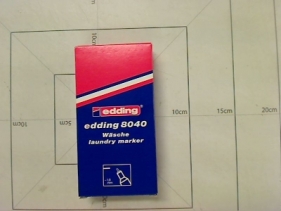 edding
edding 8040
Wäsche
laundry marker
10cm
15cm
20cm
5cm
10cm